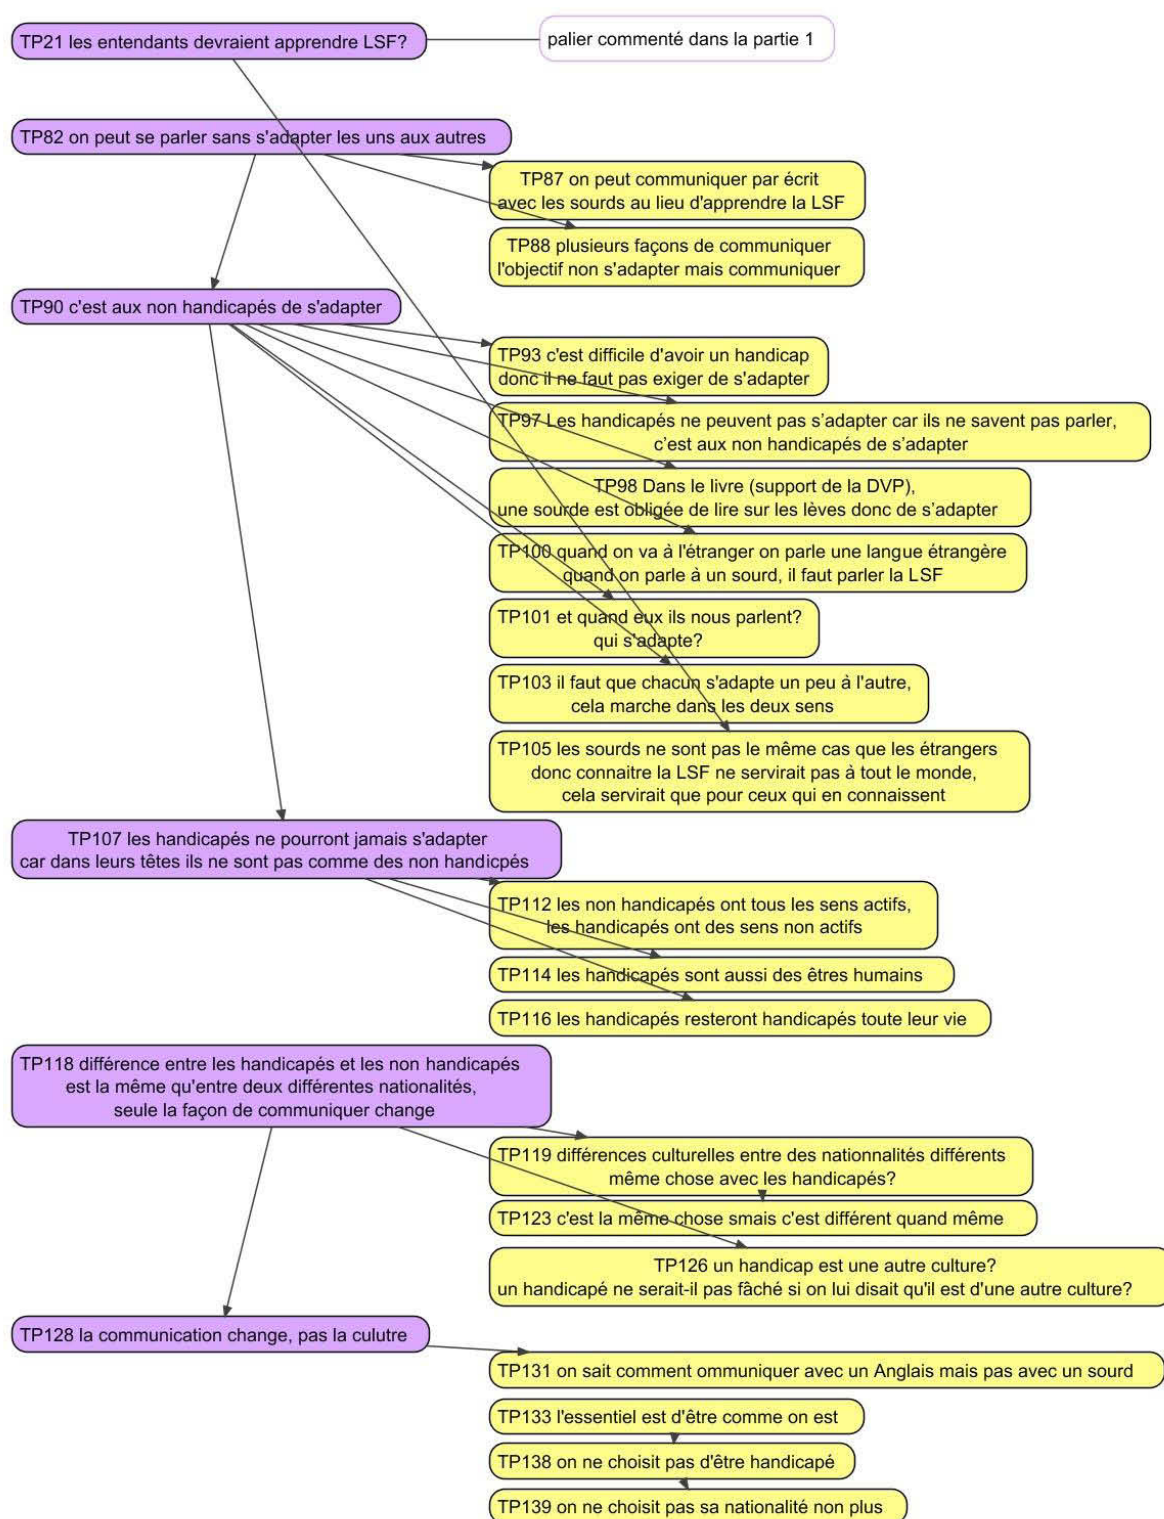 TP21 les entendants devraient apprendre LSF?
palier commenté dans la partie 1
TP82 on peut se parler sans s'adapter les uns aux autres
TP87 on peut communiquer par écrit
avec les sourds au lieu d'apprendre la LSF
TP88 plusieurs façons de communiquer
l'objectif non s'adapter mais communiquer
TP90 c'est aux non handicapés de s'adapter
TP93 c'est difficile d'avoir un handicap
donc il ne faut pas exiger de s'adapter
TP97 Les handicapés ne peuvent pas s’adapter car ils ne savent pas parler,
c’est aux non handicapés de s’adapter
TP98 Dans le livre (support de la DVP),
une sourde est obligée de lire sur les lèves donc de s’adapter
TP100 quand on va à l'étranger on parle une langue étrangère
quand on parle à un sourd, il faut parler la LSF
TP101 et quand eux ils nous parlent?
qui s'adapte?
TP103 il faut que chacun s'adapte un peu à l'autre,
cela marche dans les deux sens
TP105 les sourds ne sont pas le même cas que les étrangers
donc connaitre la LSF ne servirait pas à tout le monde,
cela servirait que pour ceux qui en connaissent
TP107 les handicapés ne pourront jamais s'adapter
car dans leurs têtes ils ne sont pas comme des non handicpés
TP112 les non handicapés ont tous les sens actifs,
les handicapés ont des sens non actifs
TP114 les handicapés sont aussi des êtres humains
TP116 les handicapés resteront handicapés toute leur vie
TP118 différence entre les handicapés et les non handicapés
est la même qu'entre deux différentes nationalités,
seule la façon de communiquer change
TP119 différences culturelles entre des nationnalités différents
même chose avec les handicapés?
TP123 c'est la même chose smais c'est différent quand même
TP126 un handicap est une autre culture?
un handicapé ne serait-il pas fâché si on lui disait qu'il est d'une autre culture?
TP128 la communication change, pas la culutre
TP131 on sait comment ommuniquer avec un Anglais mais pas avec un sourd
TP133 l'essentiel est d'être comme on est
TP138 on ne choisit pas d'être handicapé
TP139 on ne choisit pas sa nationalité non plus